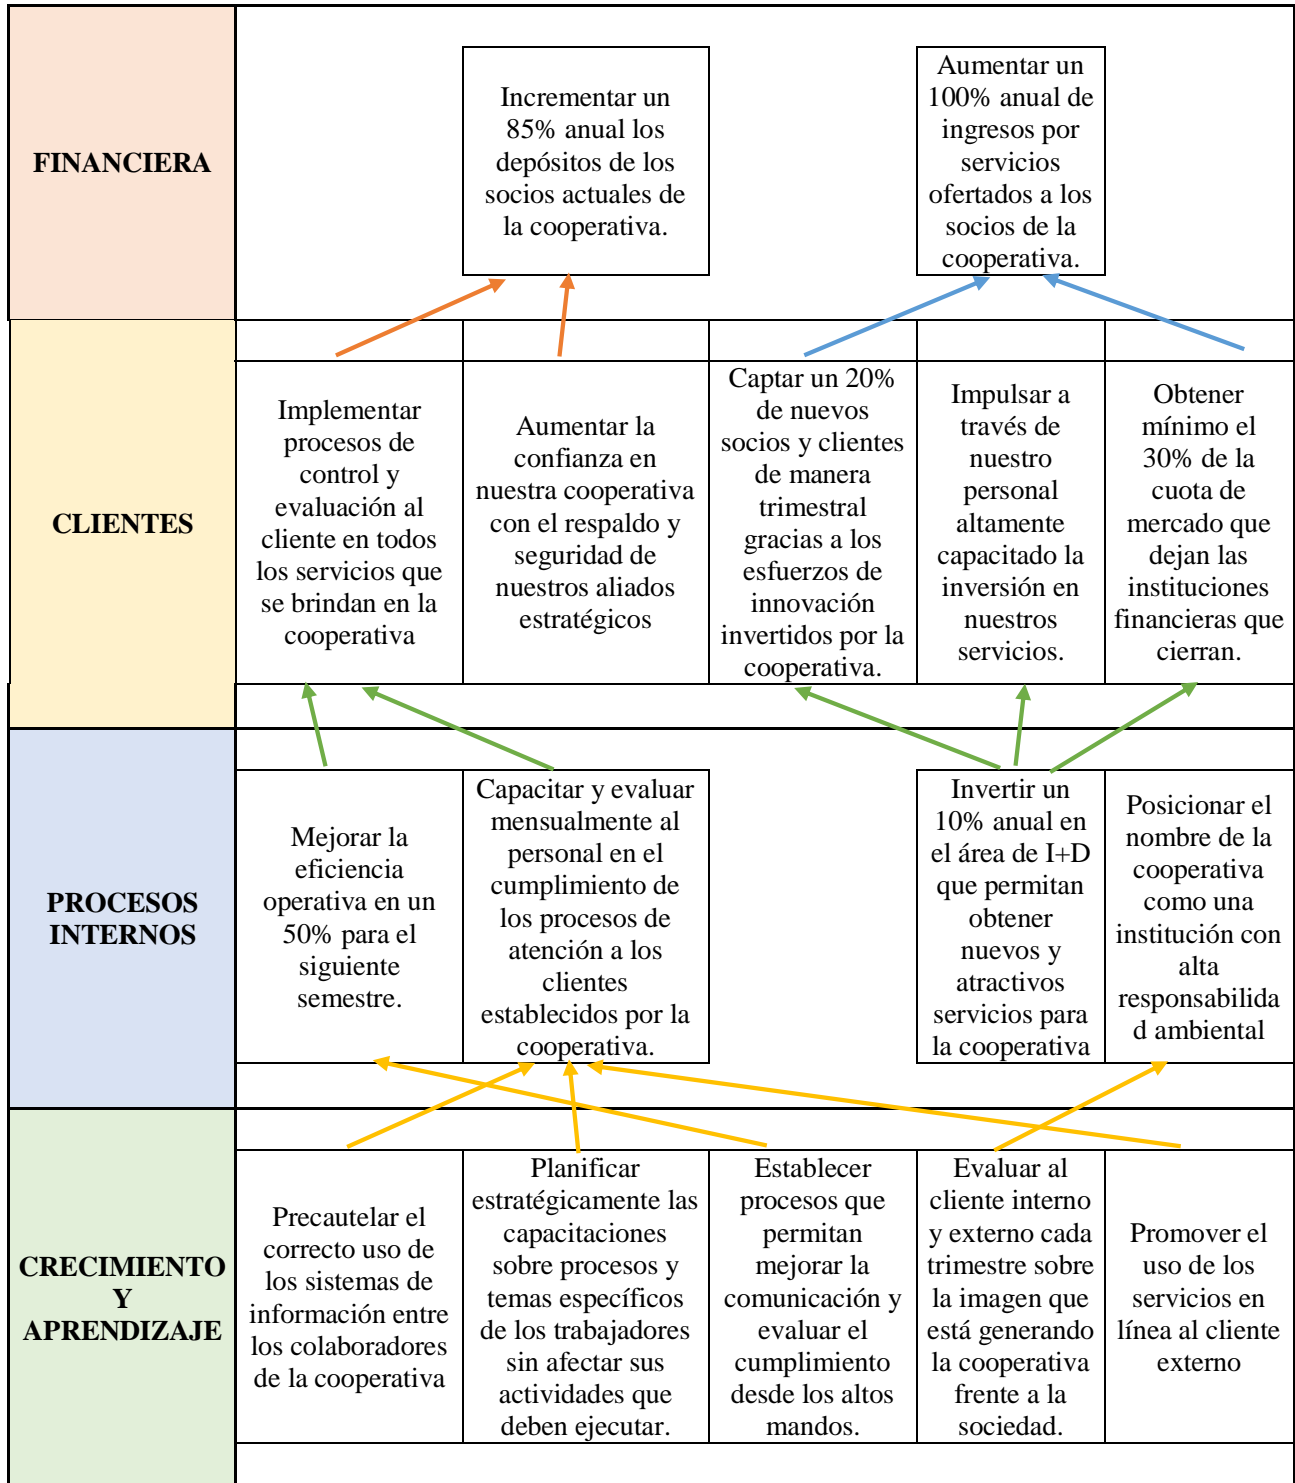 FINANCIERA
Incrementar un
85% anual los
depósitos de los
socios actuales de
la cooperativa.
Aumentar un
100% anual de
ingresos por
servicios
ofertados a los
socios de la
cooperativa.
CLIENTES
Implementar
procesos de
control y
evaluación al
cliente en todos
los servicios que
se brindan en la
cooperativa
Aumentar la
confianza en
nuestra cooperativa
con el respaldo y
seguridad de
nuestros aliados
estratégicos
Captar un 20%
de nuevos
socios y clientes
de manera
trimestral
gracias a los
esfuerzos de
innovación
invertidos por la
cooperativa.
Impulsar a
través de
nuestro
personal
altamente
capacitado la
inversión en
nuestros
servicios.
Obtener
mínimo el
30% de la
cuota de
mercado que
dejan las
instituciones
financieras que
cierran.
PROCESOS
INTERNOS
Mejorar la
eficiencia
operativa en un
50% para el
siguiente
semestre.
Capacitar y evaluar
mensualmente al
personal en el
cumplimiento de
los procesos de
atención a los
clientes
establecidos por la
cooperativa.
Invertir un
10% anual en
el área de I+D
que permitan
obtener
nuevos y
atractivos
servicios para
la cooperativa
Posicionar el
nombre de la
cooperativa
como una
institución con
alta
responsabilida
d ambiental
CRECIMIENTO
Y
APRENDIZAJE
Precautelar el
correcto uso de
los sistemas de
información entre
los colaboradores
de la cooperativa
Planificar
estratégicamente las
capacitaciones
sobre procesos y
temas específicos
de los trabajadores
sin afectar sus
actividades que
deben ejecutar.
Establecer
procesos que
permitan
mejorar la
comunicación y
evaluar el
cumplimiento
desde los altos
mandos.
Evaluar al
cliente interno
y externo cada
trimestre sobre
la imagen que
está generando
la cooperativa
frente a la
sociedad.
Promover el
uso de los
servicios en
línea al cliente
externo